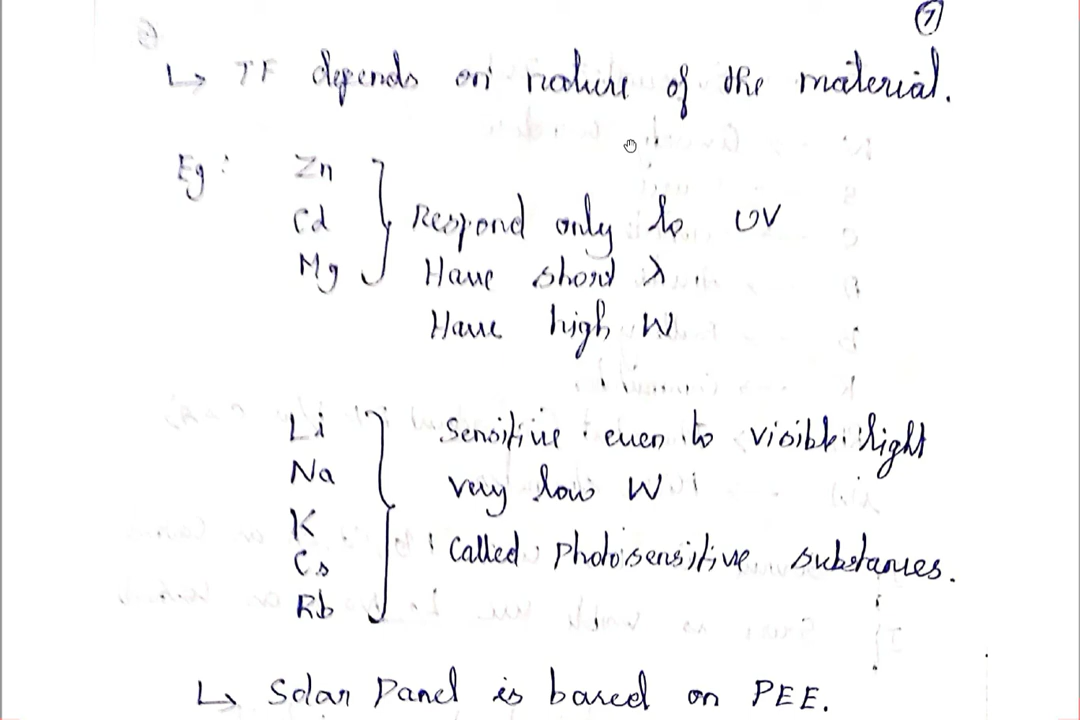 7
↳ TF depends on nature of the material.
Eg: Zn
Cd
Mg
Respond only to UV
Have short λ.
Have high W
Li
Na
K
Cs
Rb
Sensitive even to visible light
very low W
Called Photosensitive substances.
↳ Solar Panel is based on PEE.